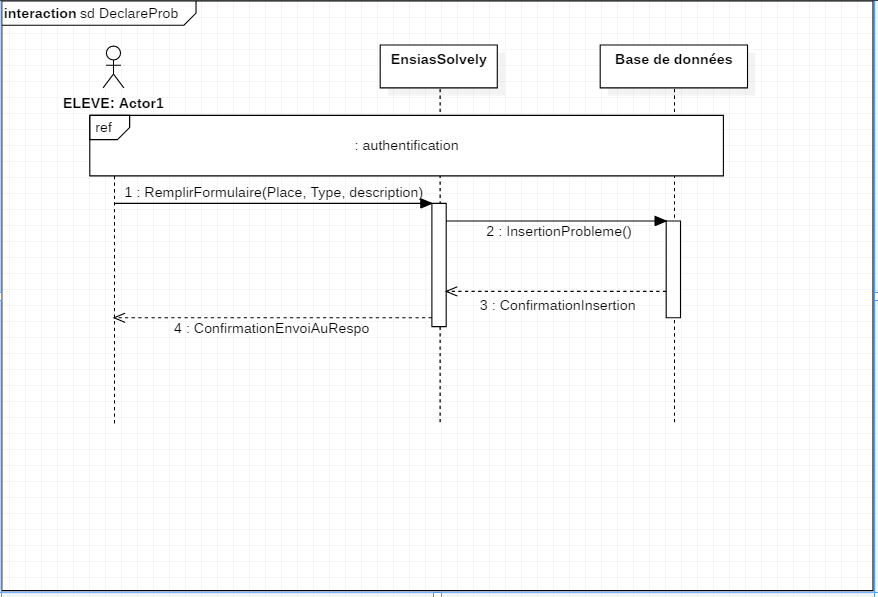 interaction sd DeclareProb
EnsiasSolvely
Base de données
ELEVE: Actor1
ref
: authentification
1 : RemplirFormulaire(Place, Type, description)
2 : InsertionProbleme()
3 : ConfirmationInsertion
4 : ConfirmationEnvoiAuRespo